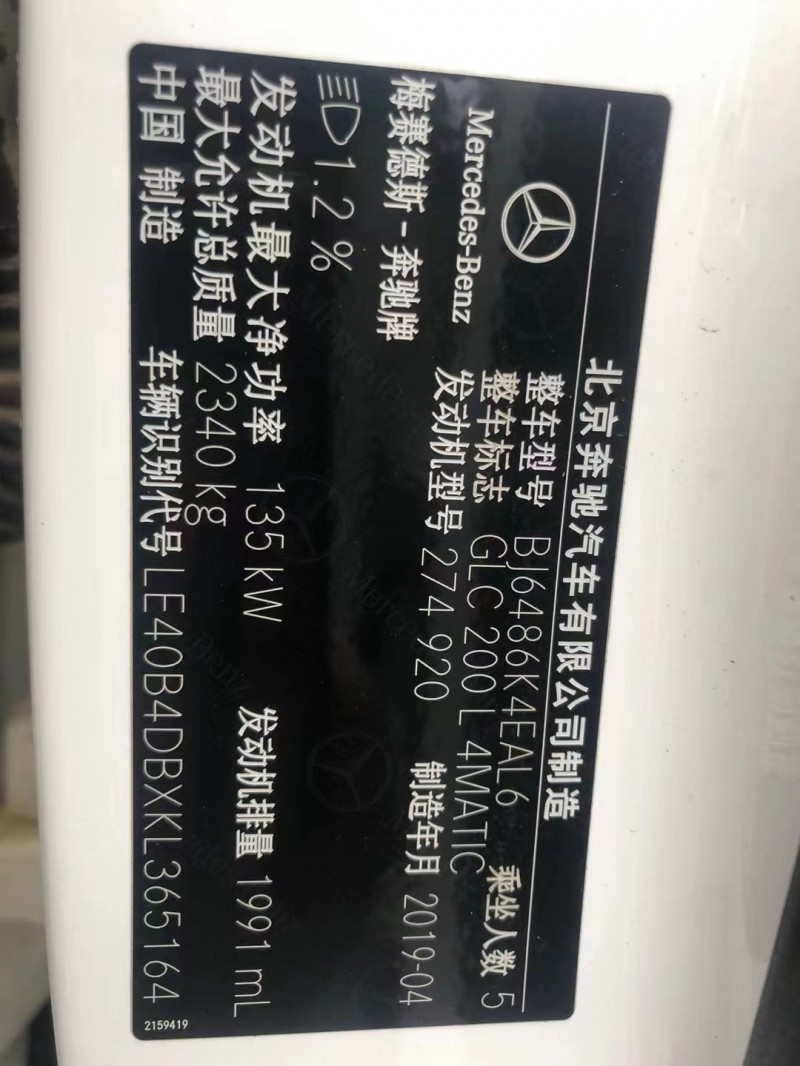 北京奔驰汽车有限公司制造
Mercedes-Benz
整车型号 BJ6486K4EAL6 乘坐人数 5
整车标志 GLC 200 L 4MATIC
梅赛德斯-奔驰牌 发动机型号 274 920 制造年月 2019-04
1.2 %
发动机最大净功率 135 kW 发动机排量 1991 mL
最大允许总质量 2340 kg
中国 制造 车辆识别代号 LE40B4DBXKL365164
2159419